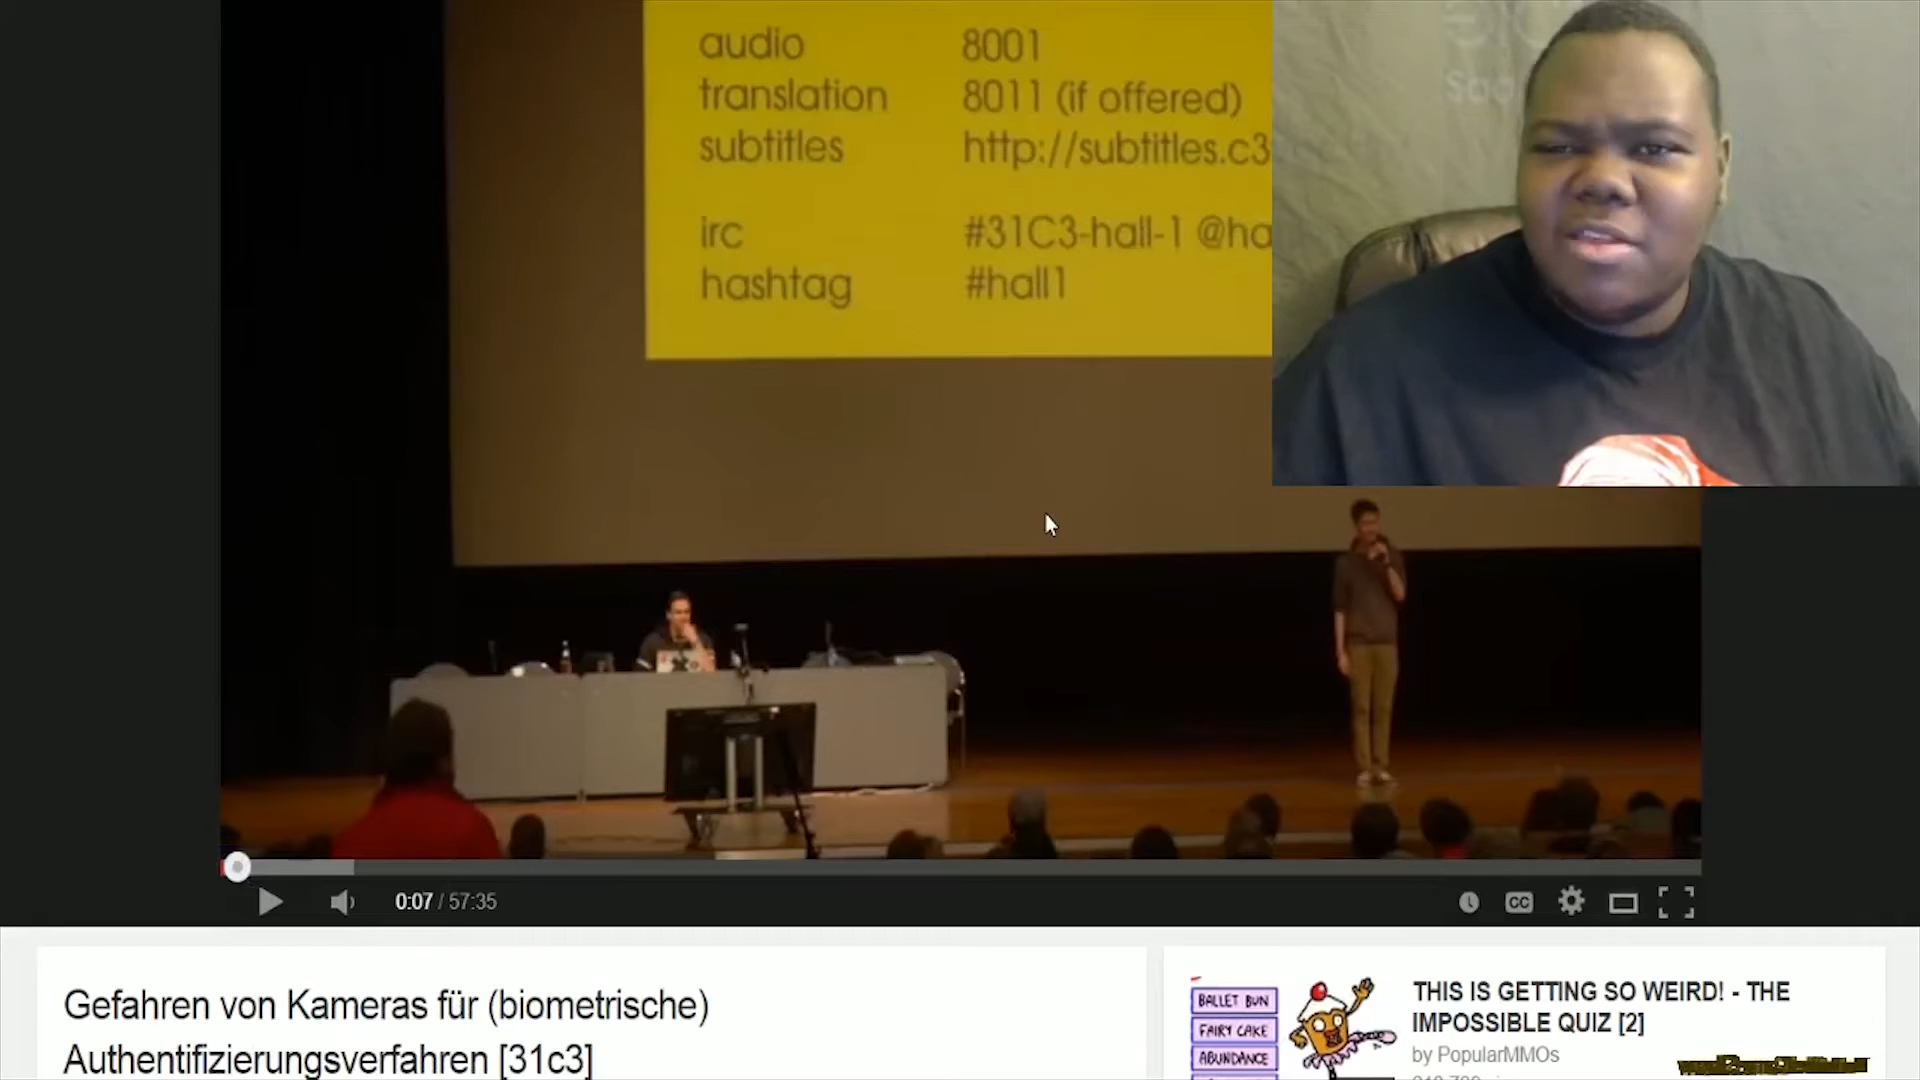 audio 8001
translation 8011 (if offered)
subtitles http://subtitles.c3
irc #31C3-hall-1 @ha
hashtag #hall1
0:07 / 57:35
CC
Gefahren von Kameras für (biometrische)
Authentifizierungsverfahren [31c3]
BALLET BUN
FAIRY CAKE
ABUNDANCE
THIS IS GETTING SO WEIRD! - THE
IMPOSSIBLE QUIZ [2]
by PopularMMOs